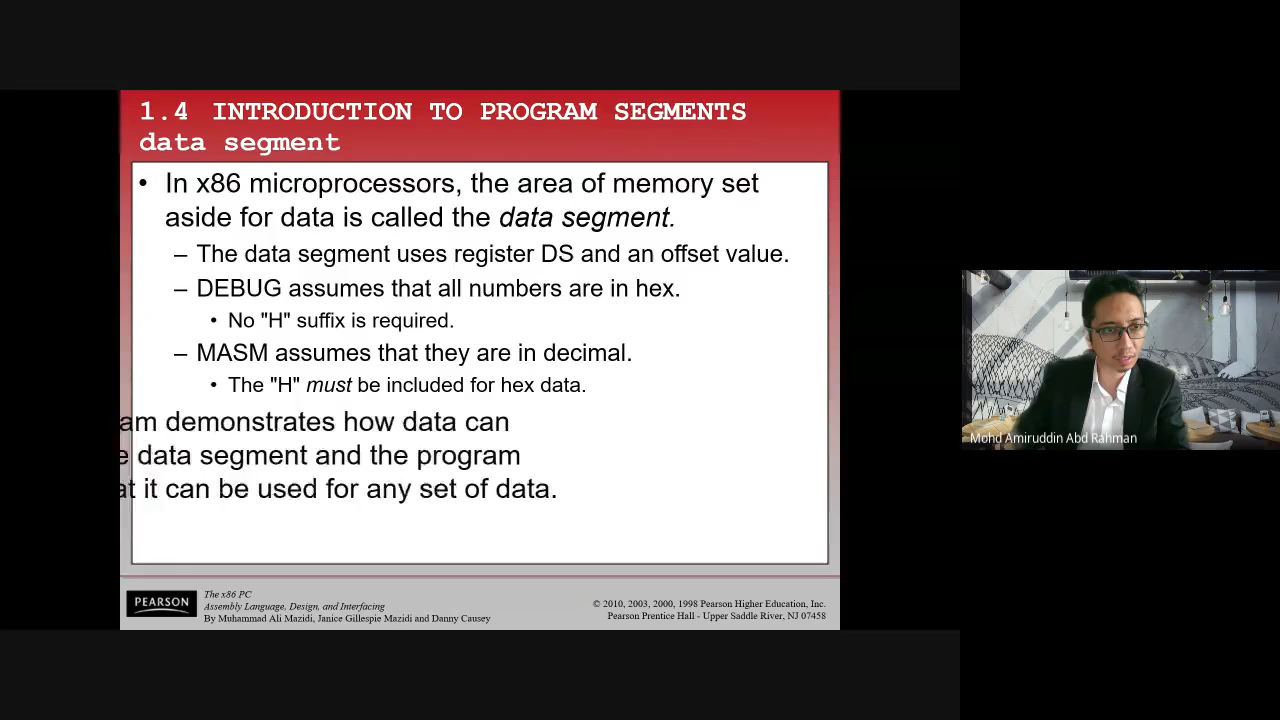 1.4 INTRODUCTION TO PROGRAM SEGMENTS
data segment
• In x86 microprocessors, the area of memory set
aside for data is called the data segment.
– The data segment uses register DS and an offset value.
– DEBUG assumes that all numbers are in hex.
• No "H" suffix is required.
– MASM assumes that they are in decimal.
• The "H" must be included for hex data.
am demonstrates how data can
e data segment and the program
at it can be used for any set of data.
PEARSON
The x86 PC
Assembly Language, Design, and Interfacing
By Muhammad Ali Mazidi, Janice Gillespie Mazidi and Danny Causey
© 2010, 2003, 2000, 1998 Pearson Higher Education, Inc.
Pearson Prentice Hall - Upper Saddle River, NJ 07458
Mohd Amiruddin Abd Rahman